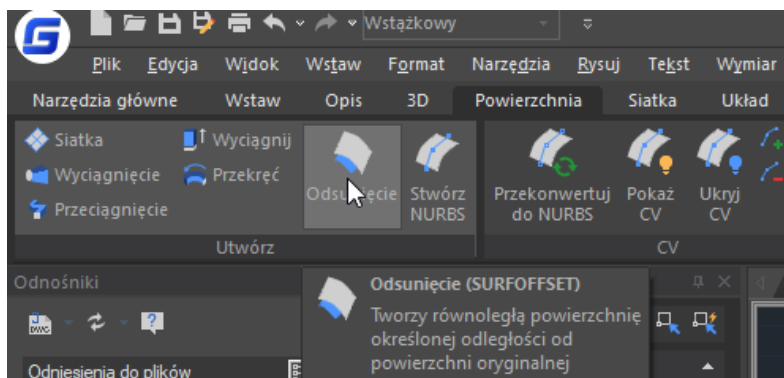 Wstążkowy
Plik Edycja Widok Wstaw Format Narzędzia Rysuj Tekst Wymiar
Narzędzia główne Wstaw Opis 3D Powierzchnia Siatka Układ
Siatka
Wyciągnij
Wyciągnięcie
Przekręć
Przeciągnięcie
Odsunięcie
Stwórz
NURBS
Przekonwertuj
do NURBS
Pokaż
CV
Ukryj
CV
Utwórz
CV
Odnośniki
DWG
Odniesienia do plików
Odsunięcie (SURFOFFSET)
Tworzy równoległą powierzchnię
określonej odległości od
powierzchni oryginalnej